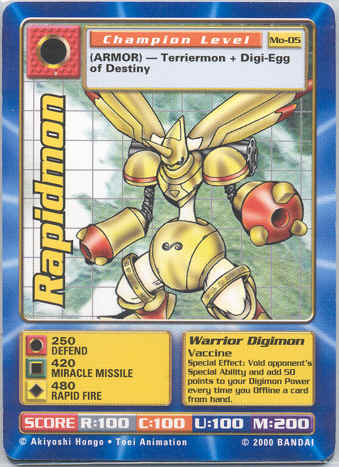 Champion Level
Mo-05
(ARMOR) — Terriermon + Digi-Egg
of Destiny
Rapidmon
250
DEFEND
420
MIRACLE MISSILE
480
RAPID FIRE
Warrior Digimon
Vaccine
Special Effect: Void opponent's
Special Ability and add 50
points to your Digimon Power
every time you Offline a card
from hand.
SCORE R:100 C:100 U:100 M:200
© Akiyoshi Hongo • Toei Animation © 2000 BANDAI